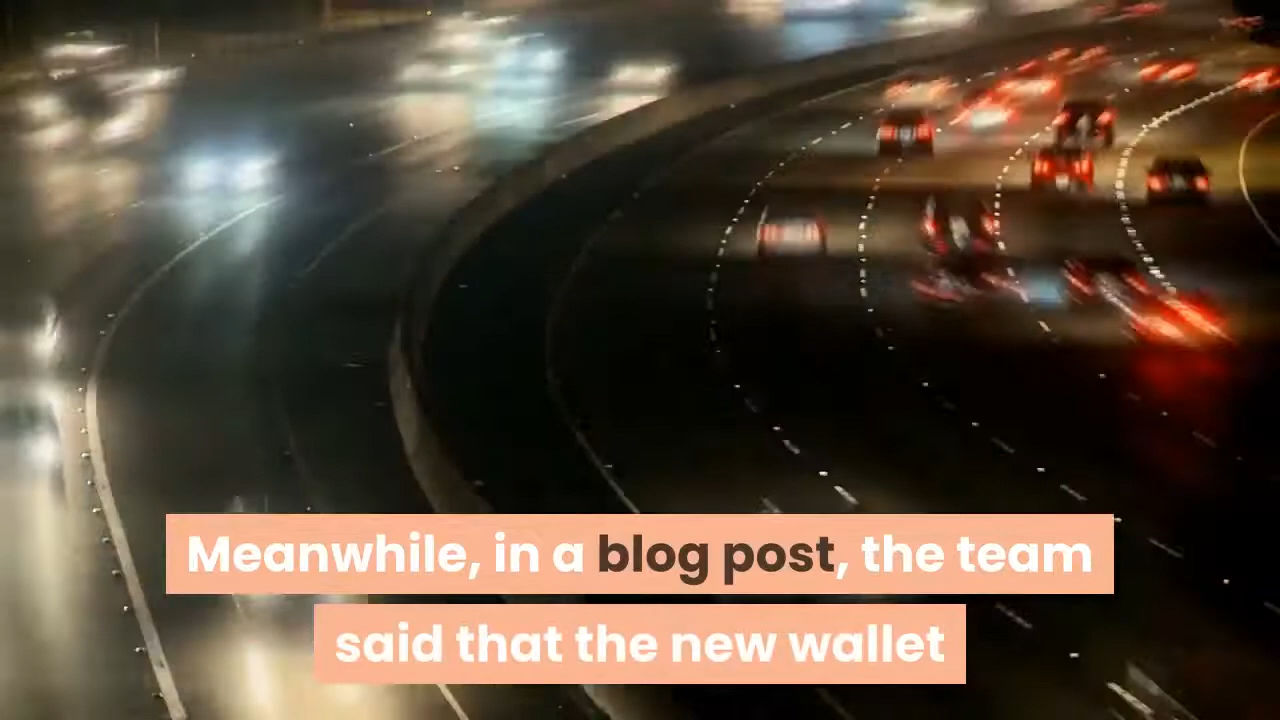 Meanwhile, in a blog post, the team
said that the new wallet